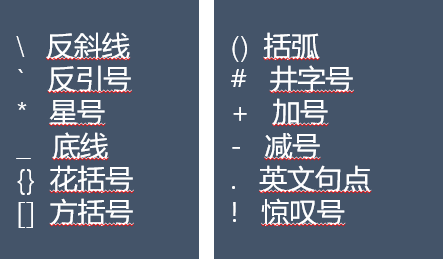 \ 反斜线
` 反引号
* 星号
_ 底线
{} 花括号
[] 方括号
() 括弧
# 井字号
+ 加号
- 减号
. 英文句点
! 惊叹号